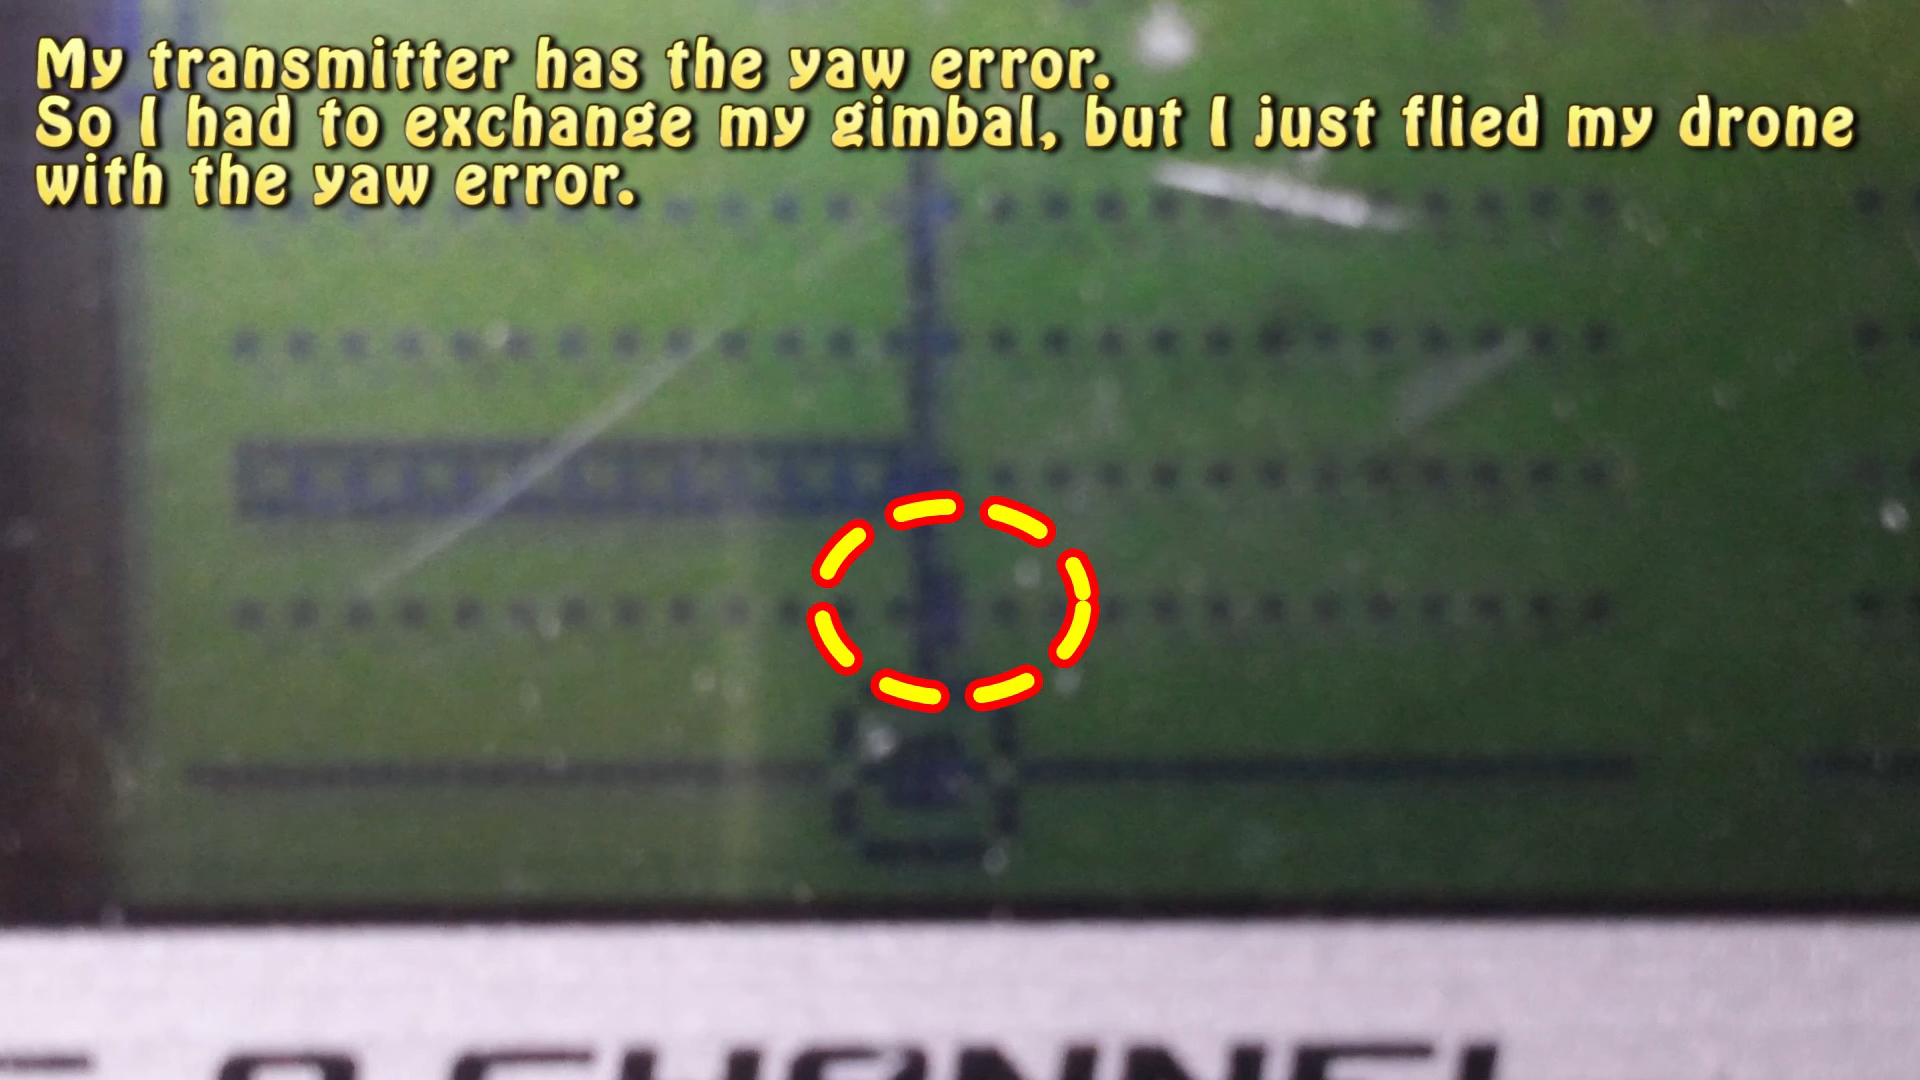 My transmitter has the yaw error.
So I had to exchange my gimbal, but I just flied my drone
with the yaw error.
CHANNEL